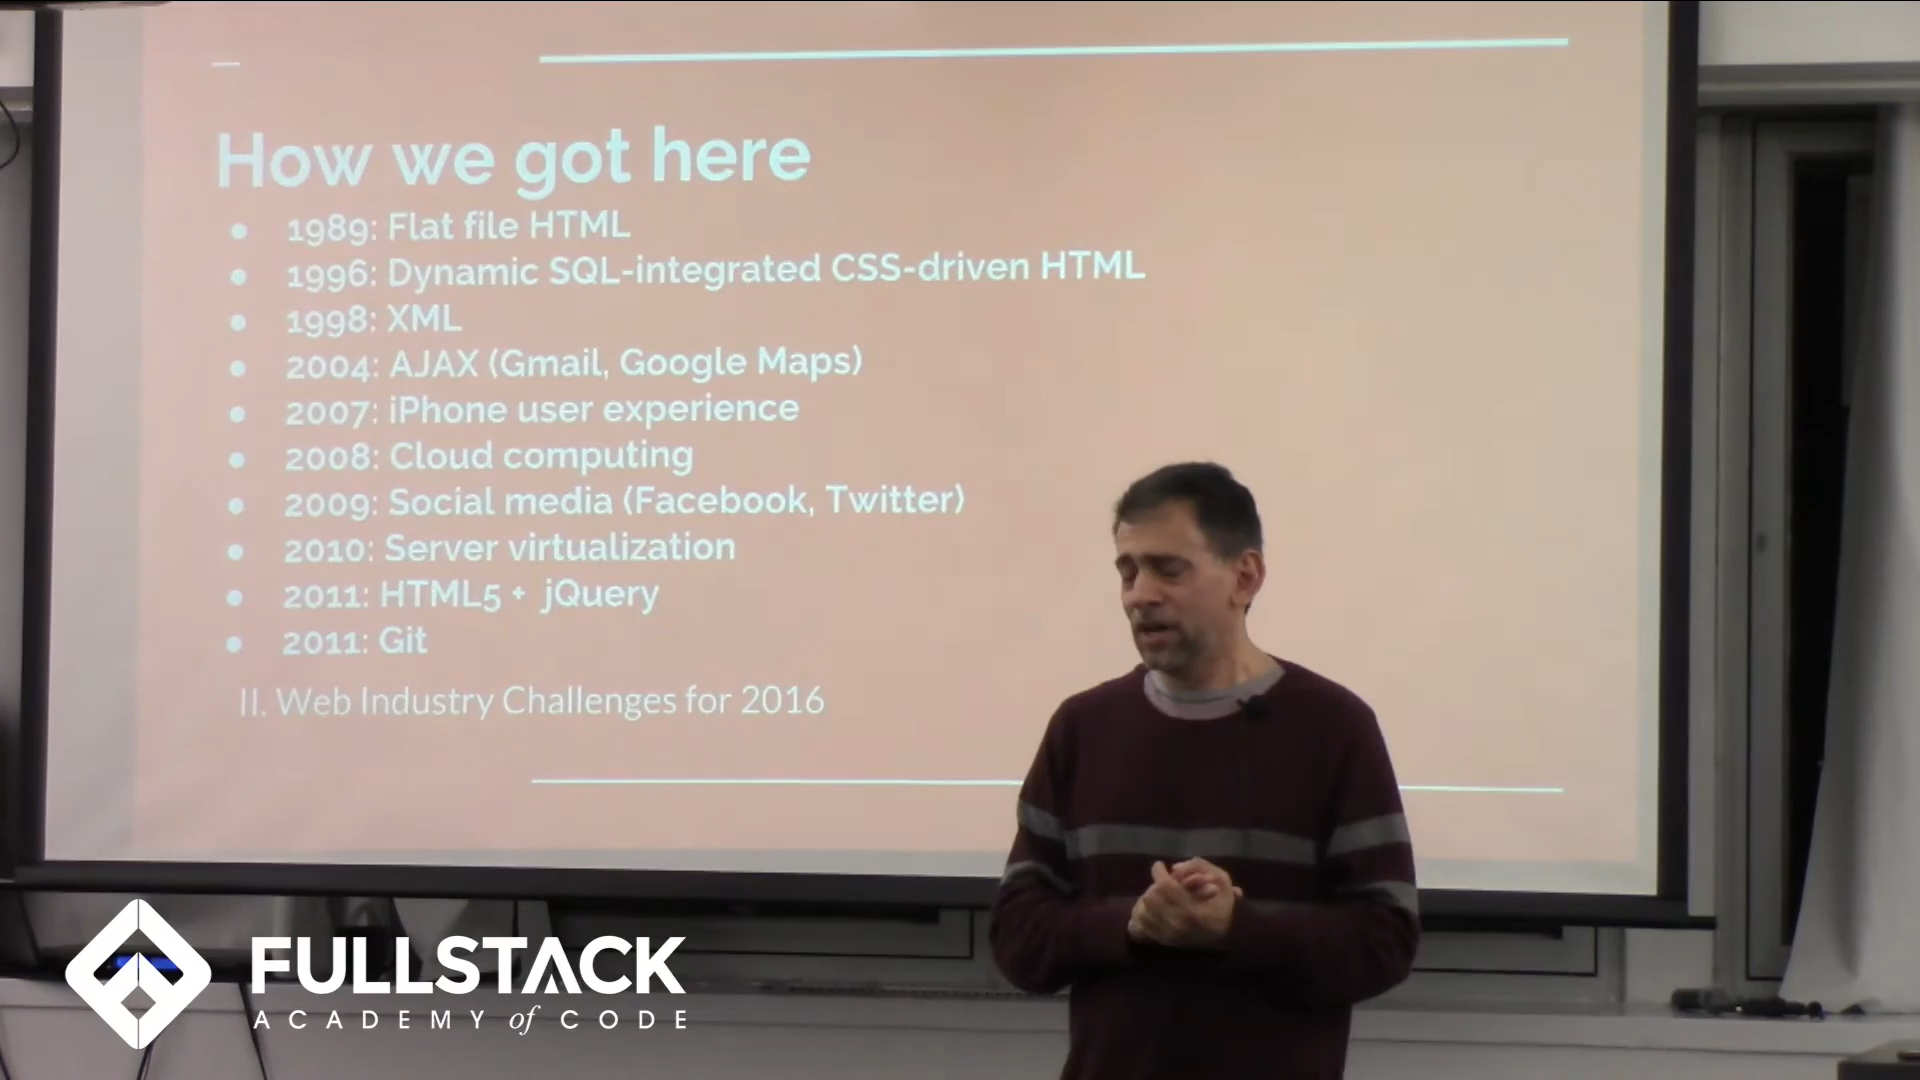 How we got here
● 1989: Flat file HTML
● 1996: Dynamic SQL-integrated CSS-driven HTML
● 1998: XML
● 2004: AJAX (Gmail, Google Maps)
● 2007: iPhone user experience
● 2008: Cloud computing
● 2009: Social media (Facebook, Twitter)
● 2010: Server virtualization
● 2011: HTML5 + jQuery
● 2011: Git
II. Web Industry Challenges for 2016
FULLSTACK
ACADEMY of CODE